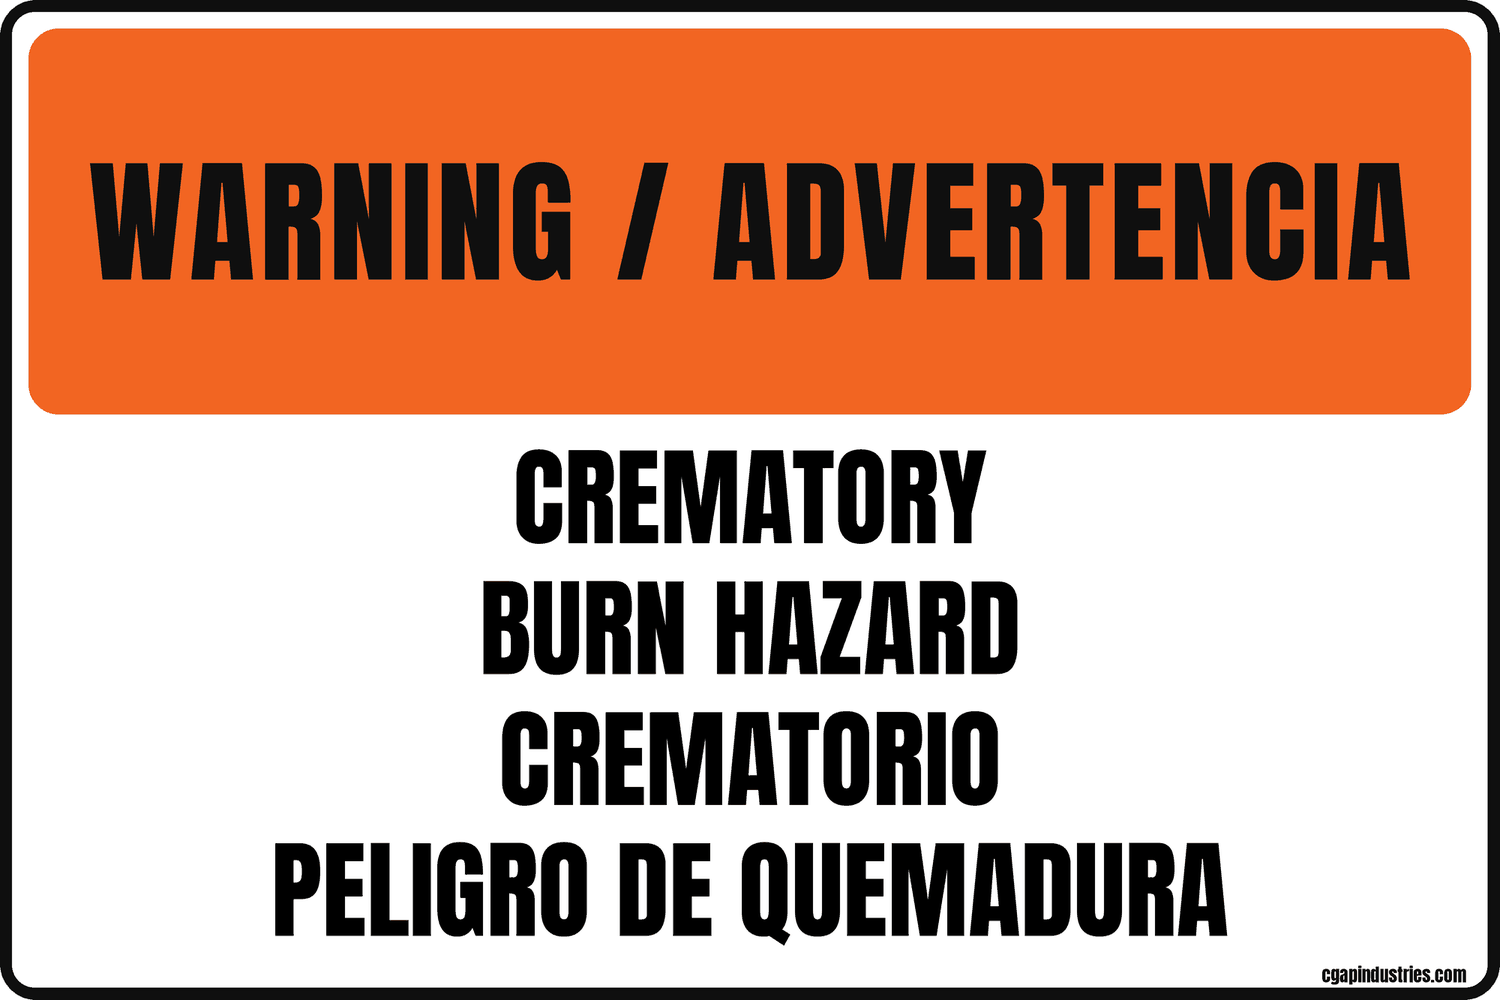 WARNING / ADVERTENCIA
CREMATORY
BURN HAZARD
CREMATORIO
PELIGRO DE QUEMADURA
cgapindustries.com